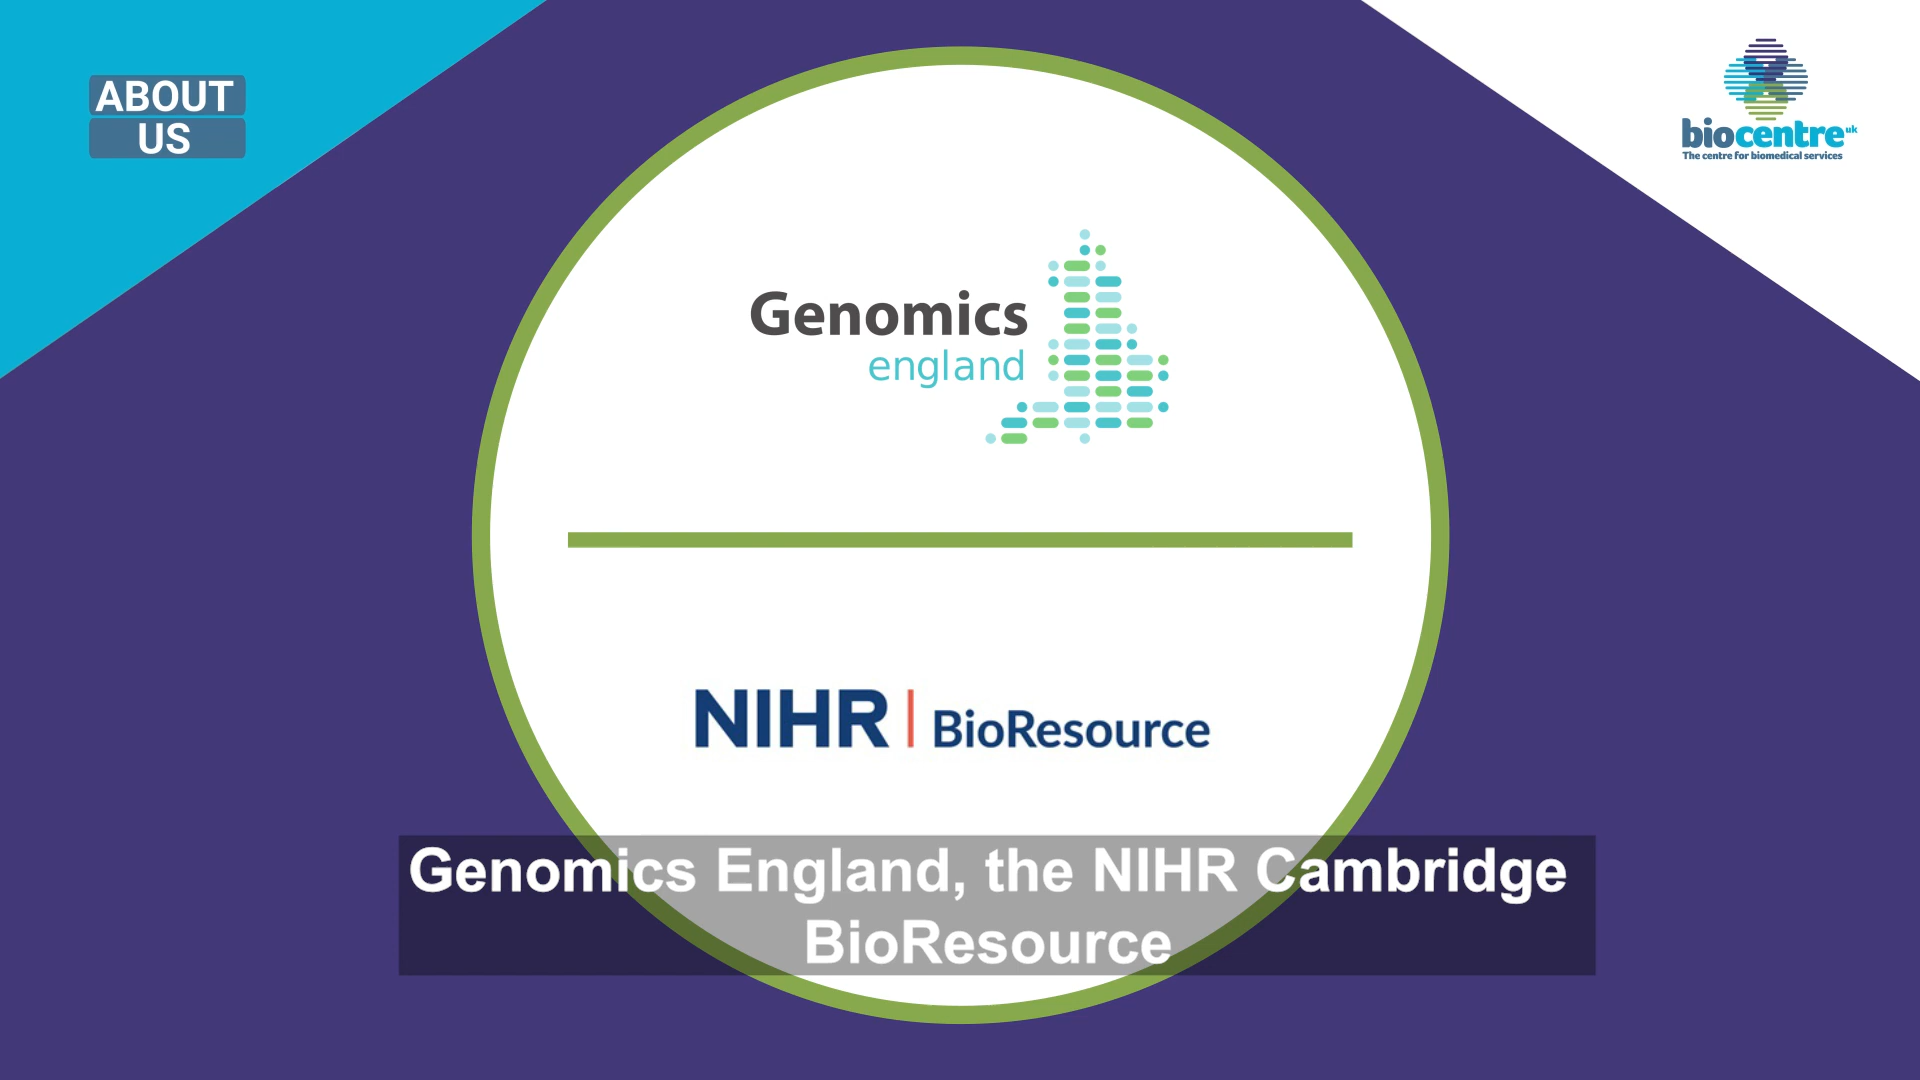 ABOUT
US
biocentre uk
The centre for biomedical services
Genomics
england
NIHR | BioResource
Genomics England, the NIHR Cambridge
BioResource